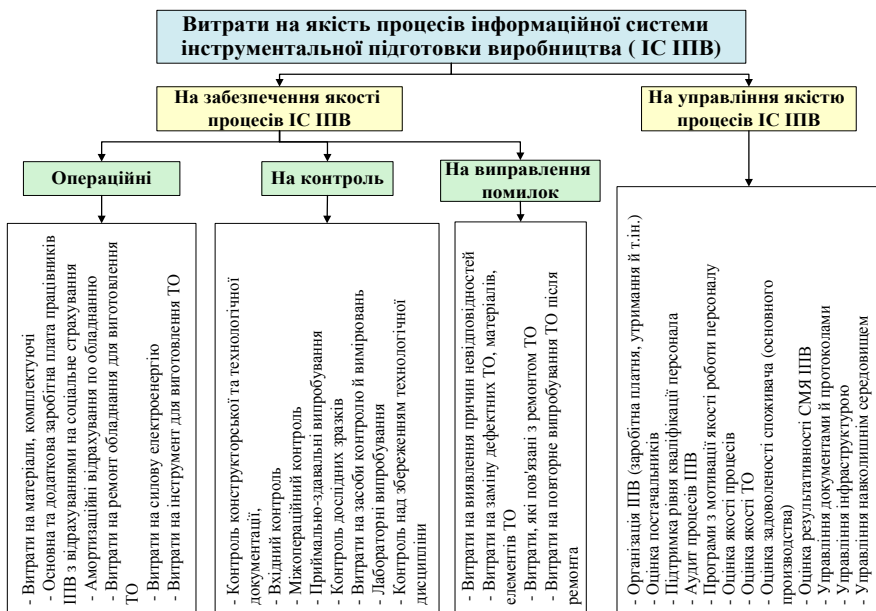 Витрати на якість процесів інформаційної системи
інструментальної підготовки виробництва ( ІС ІПВ)
На забезпечення якості
процесів ІС ІПВ
На управління якістю
процесів ІС ІПВ
Операційні
На контроль
На виправлення
помилок
- Витрати на матеріали, комплектуючі
- Основна та додаткова заробітна плата працівників
ІПВ з відрахуваннями на соціальне страхування
- Амортизаційні відрахування по обладнанню
- Витрати на ремонт обладнання для виготовлення
ТО
- Витрати на силову електроенергію
- Витрати на інструмент для виготовлення ТО
- Контроль конструкторської та технологічної
документації,
- Вхідний контроль
- Міжопераційний контроль
- Приймально-здавальні випробування
- Контроль дослідних зразків
- Витрати на засоби контролю й вимірювань
- Лабораторні випробування
- Контроль над збереженням технологічної
дисципліни
- Витрати на виявлення причин невідповідностей
- Витрати на заміну дефектних ТО, матеріалів,
елементів ТО
- Витрати, які пов'язані з ремонтом ТО
- Витрати на повторне випробування ТО після
ремонта
- Організація ІПВ (заробітна платня, утримання й т.ін.)
- Оцінка постачальників
- Підтримка рівня кваліфікації персонала
- Аудит процесів ІПВ
- Програми з мотивації якості роботи персоналу
- Оцінка якості процесів
- Оцінка якості ТО
- Оцінка задоволеності споживача (основного
производства)
- Оцінка результативності СМЯ ІПВ
- Управління документами й протоколами
- Управління інфраструктурою
- Управління навколишнім середовищем